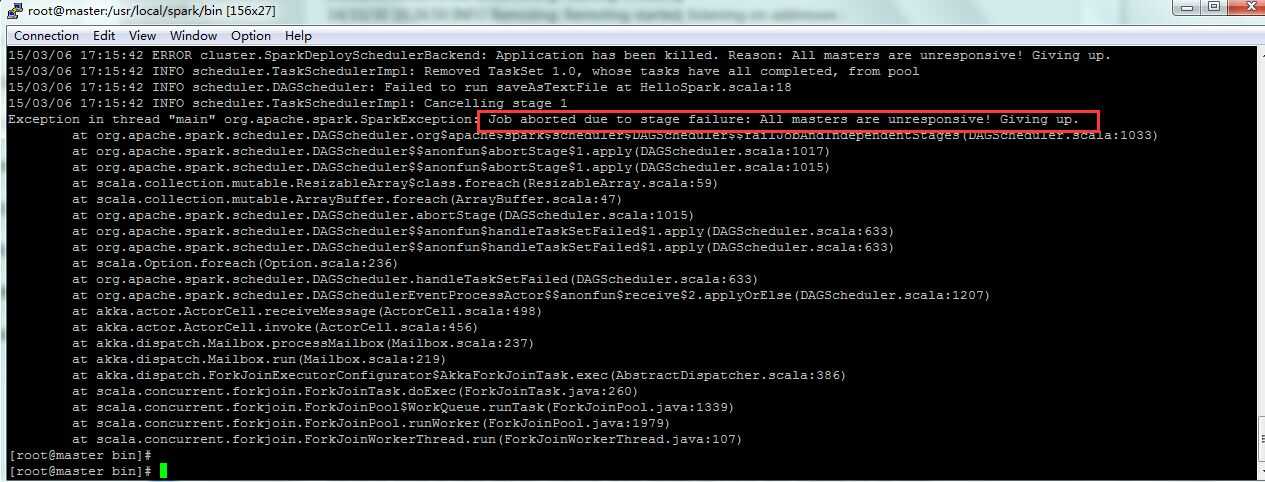 root@master:/usr/local/spark/bin [156x27]
Connection Edit View Window Option Help
15/03/06 17:15:42 ERROR cluster.SparkDeploySchedulerBackend: Application has been killed. Reason: All masters are unresponsive! Giving up.
15/03/06 17:15:42 INFO scheduler.TaskSchedulerImpl: Removed TaskSet 1.0, whose tasks have all completed, from pool
15/03/06 17:15:42 INFO scheduler.DAGScheduler: Failed to run saveAsTextFile at HelloSpark.scala:18
15/03/06 17:15:42 INFO scheduler.TaskSchedulerImpl: Cancelling stage 1
Exception in thread "main" org.apache.spark.SparkException: Job aborted due to stage failure: All masters are unresponsive! Giving up.
at org.apache.spark.scheduler.DAGScheduler.org$apache$spark$scheduler$DAGScheduler$$failJobAndIndependentStages(DAGScheduler.scala:1033)
at org.apache.spark.scheduler.DAGScheduler$$anonfun$abortStage$1.apply(DAGScheduler.scala:1017)
at org.apache.spark.scheduler.DAGScheduler$$anonfun$abortStage$1.apply(DAGScheduler.scala:1015)
at scala.collection.mutable.ResizableArray$class.foreach(ResizableArray.scala:59)
at scala.collection.mutable.ArrayBuffer.foreach(ArrayBuffer.scala:47)
at org.apache.spark.scheduler.DAGScheduler.abortStage(DAGScheduler.scala:1015)
at org.apache.spark.scheduler.DAGScheduler$$anonfun$handleTaskSetFailed$1.apply(DAGScheduler.scala:633)
at org.apache.spark.scheduler.DAGScheduler$$anonfun$handleTaskSetFailed$1.apply(DAGScheduler.scala:633)
at scala.Option.foreach(Option.scala:236)
at org.apache.spark.scheduler.DAGScheduler.handleTaskSetFailed(DAGScheduler.scala:633)
at org.apache.spark.scheduler.DAGSchedulerEventProcessActor$$anonfun$receive$2.applyOrElse(DAGScheduler.scala:1207)
at akka.actor.ActorCell.receiveMessage(ActorCell.scala:498)
at akka.actor.ActorCell.invoke(ActorCell.scala:456)
at akka.dispatch.Mailbox.processMailbox(Mailbox.scala:237)
at akka.dispatch.Mailbox.run(Mailbox.scala:219)
at akka.dispatch.ForkJoinExecutorConfigurator$AkkaForkJoinTask.exec(AbstractDispatcher.scala:386)
at scala.concurrent.forkjoin.ForkJoinTask.doExec(ForkJoinTask.java:260)
at scala.concurrent.forkjoin.ForkJoinPool$WorkQueue.runTask(ForkJoinPool.java:1339)
at scala.concurrent.forkjoin.ForkJoinPool.runWorker(ForkJoinPool.java:1979)
at scala.concurrent.forkjoin.ForkJoinWorkerThread.run(ForkJoinWorkerThread.java:107)
[root@master bin]#
[root@master bin]#